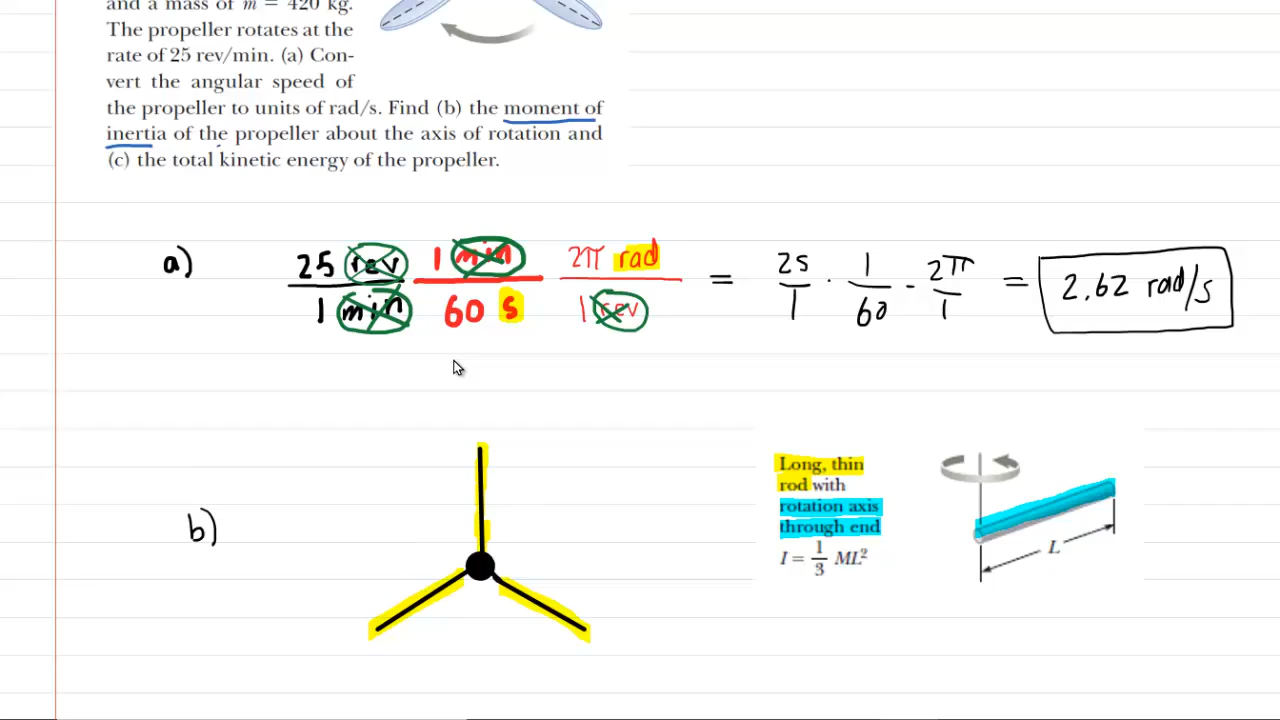 and a mass of m = 420 kg.
The propeller rotates at the
rate of 25 rev/min. (a) Con-
vert the angular speed of
the propeller to units of rad/s. Find (b) the moment of
inertia of the propeller about the axis of rotation and
(c) the total kinetic energy of the propeller.
a) 25 rev / 1 min 1 min / 60 s 2π rad / 1 rev = 25/1 · 1/60 · 2π/1 = 2.62 rad/s
b)
Long, thin
rod with
rotation axis
through end
I = 1/3 ML²
L